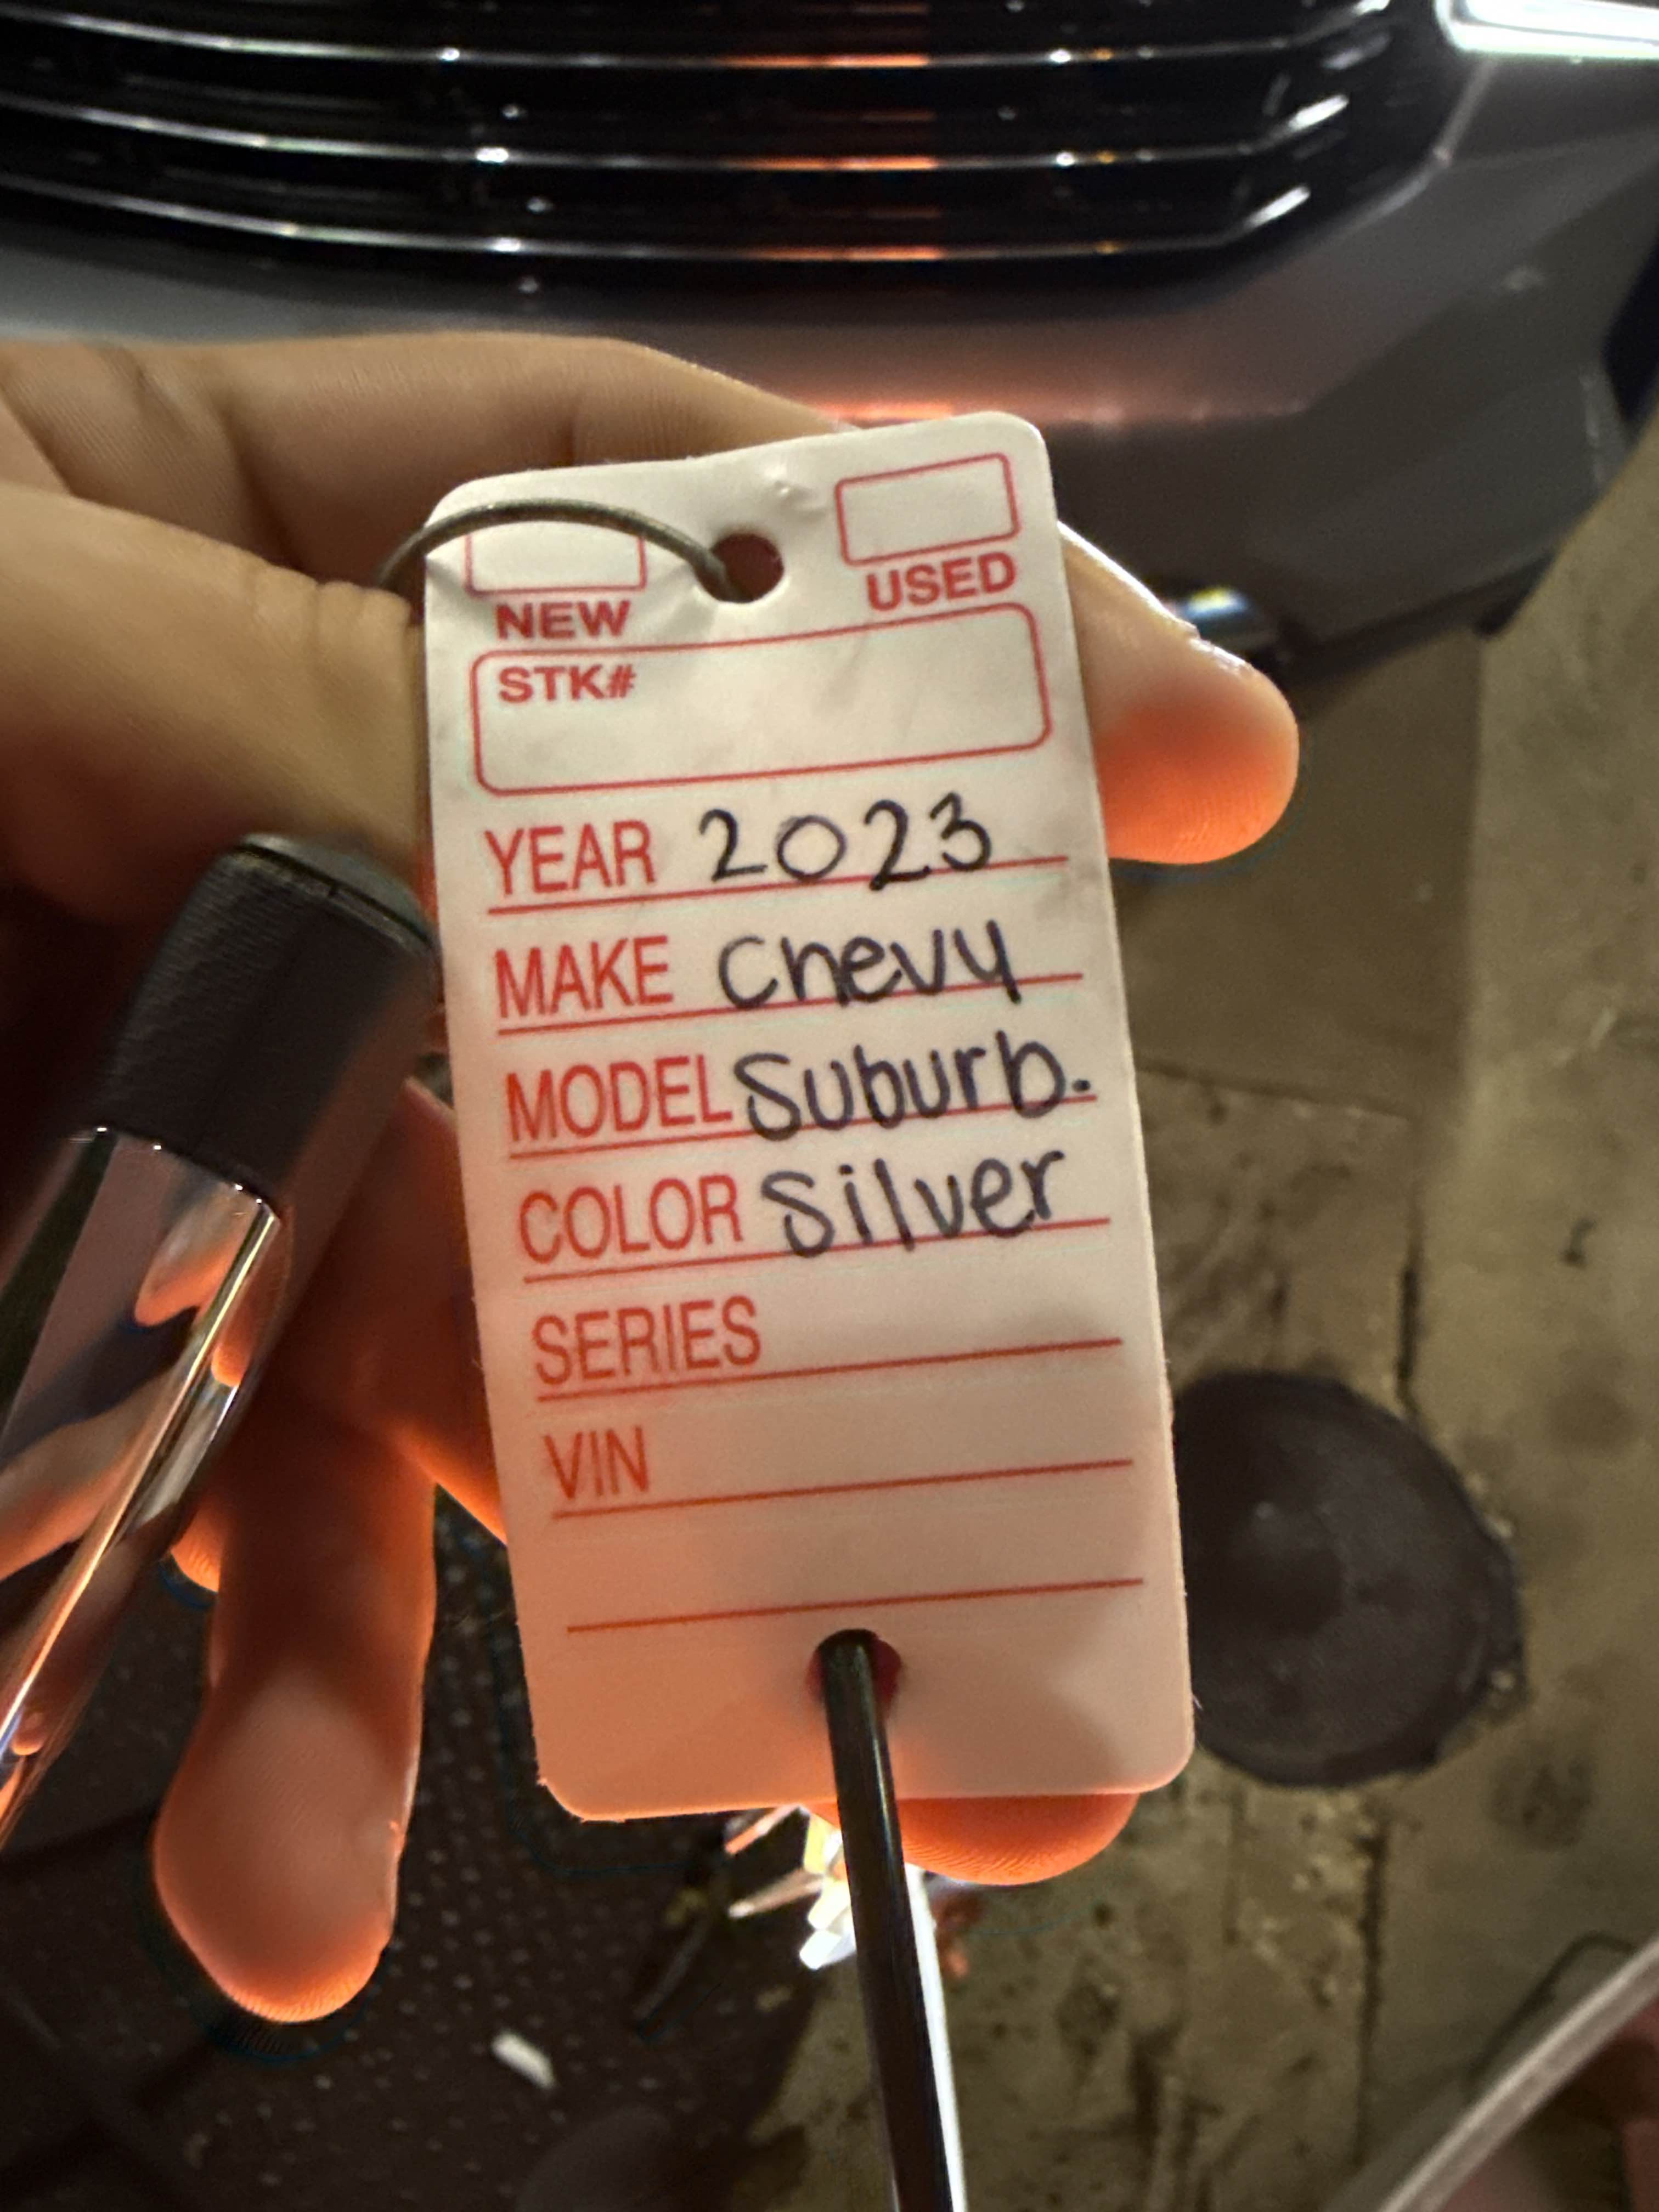 NEW USED
STK#
YEAR 2023
MAKE Chevy
MODEL Suburb.
COLOR Silver
SERIES
VIN